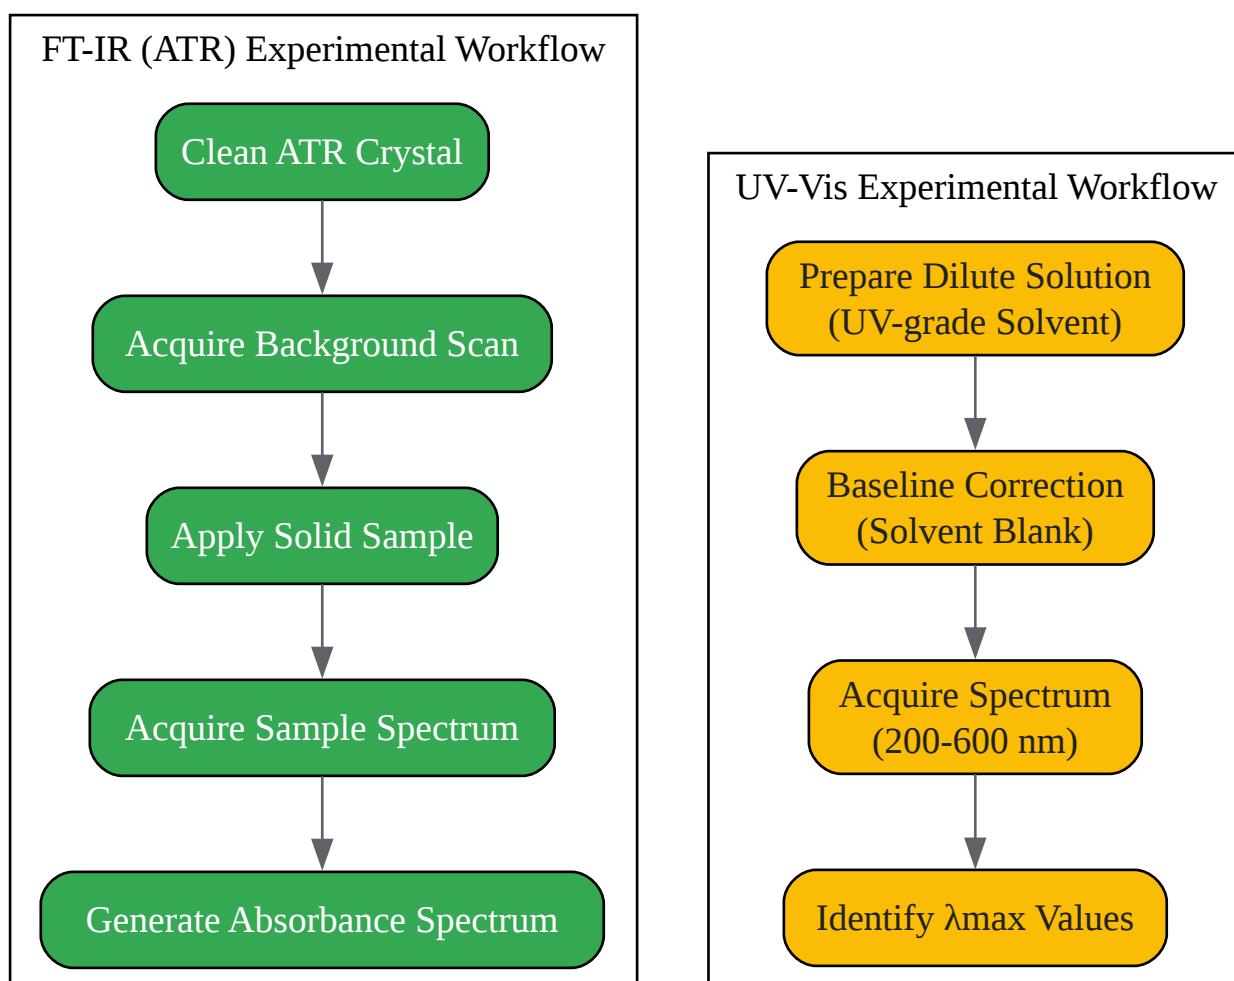 FT-IR (ATR) Experimental Workflow
Clean ATR Crystal
Acquire Background Scan
Apply Solid Sample
Acquire Sample Spectrum
Generate Absorbance Spectrum
UV-Vis Experimental Workflow
Prepare Dilute Solution
(UV-grade Solvent)
Baseline Correction
(Solvent Blank)
Acquire Spectrum
(200-600 nm)
Identify λmax Values